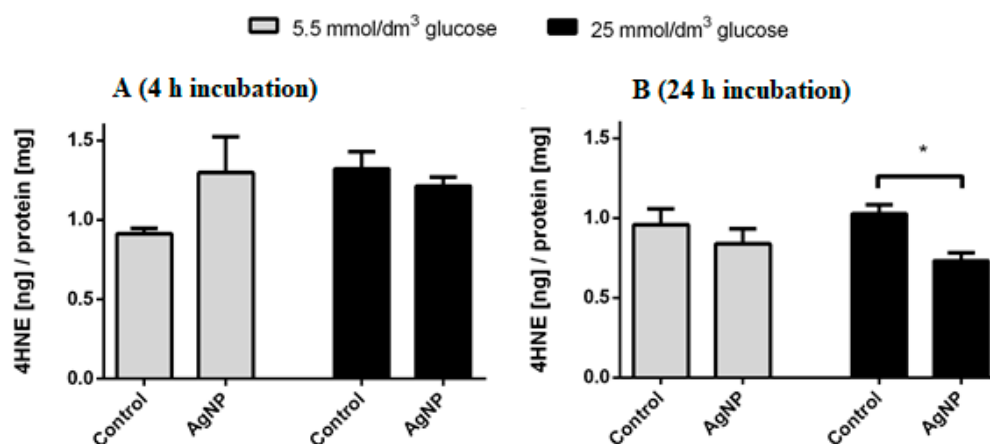 5.5 mmol/dm³ glucose
25 mmol/dm³ glucose
A (4 h incubation)
4HNE [ng] / protein [mg]
1.5
1.0
0.5
0.0
Control
AgNP
Control
AgNP
B (24 h incubation)
4HNE [ng] / protein [mg]
1.5
1.0
0.5
0.0
*
Control
AgNP
Control
AgNP